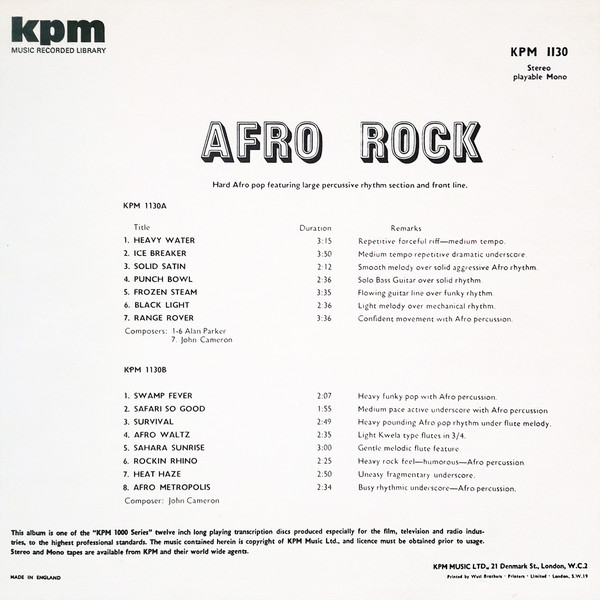 kpm
MUSIC RECORDED LIBRARY
KPM 1130
Stereo
playable Mono
AFRO ROCK
Hard Afro pop featuring large percussive rhythm section and front line.
KPM 1130A
Title Duration Remarks
1. HEAVY WATER 3:15 Repetitive forceful riff—medium tempo.
2. ICE BREAKER 3:50 Medium tempo repetitive dramatic underscore.
3. SOLID SATIN 2:12 Smooth melody over solid aggressive Afro rhythm.
4. PUNCH BOWL 2:36 Solo Bass Guitar over solid rhythm.
5. FROZEN STEAM 3:35 Flowing guitar line over funky rhythm.
6. BLACK LIGHT 2:36 Light melody over mechanical rhythm.
7. RANGE ROVER 3:36 Confident movement with Afro percussion.
Composers: 1-6 Alan Parker
7. John Cameron
KPM 1130B
1. SWAMP FEVER 2:07 Heavy funky pop with Afro percussion.
2. SAFARI SO GOOD 1:55 Medium pace active underscore with Afro percussion
3. SURVIVAL 2:49 Heavy pounding Afro pop rhythm under flute melody.
4. AFRO WALTZ 2:35 Light Kwela type flutes in 3/4.
5. SAHARA SUNRISE 3:00 Gentle melodic flute feature.
6. ROCKIN RHINO 2:25 Heavy rock feel—humorous—Afro percussion
7. HEAT HAZE 2:50 Uneasy fragmentary underscore.
8. AFRO METROPOLIS 2:34 Busy rhythmic underscore—Afro percussion.
Composer: John Cameron
This album is one of the "KPM 1000 Series" twelve inch long playing transcription discs produced especially for the film, television and radio indus-
tries, to the highest professional standards. The music contained herein is copyright of KPM Music Ltd., and licence must be obtained prior to usage.
Stereo and Mono tapes are available from KPM and their world wide agents.
KPM MUSIC LTD., 21 Denmark St., London, W.C.2
MADE IN ENGLAND
Printed by West Brothers · Printers · Limited · London, S.W.19